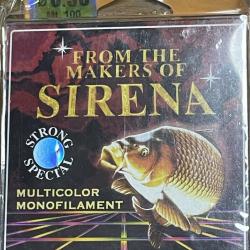 FROM THE
MAKERS OF
SIRENA
STRONG
SPECIAL
MULTICOLOR
MONOFILAMENT